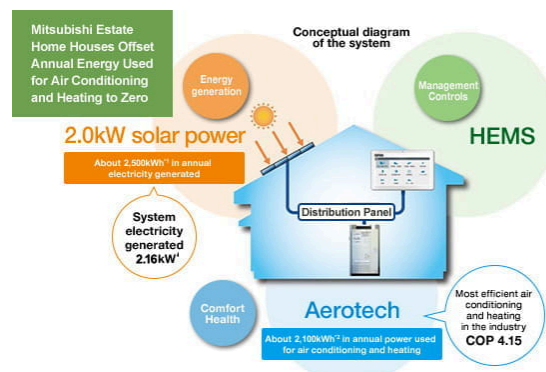 Mitsubishi Estate
Home Houses Offset
Annual Energy Used
for Air Conditioning
and Heating to Zero
Conceptual diagram
of the system
Energy
generation
Management
Controls
2.0kW solar power
HEMS
About 2,500kWh*1 in annual
electricity generated
Distribution Panel
System
electricity
generated
2.16kW
Comfort
Health
Aerotech
About 2,100kWh*2 in annual power used
for air conditioning and heating
Most efficient air
conditioning
and heating
in the industry
COP 4.15